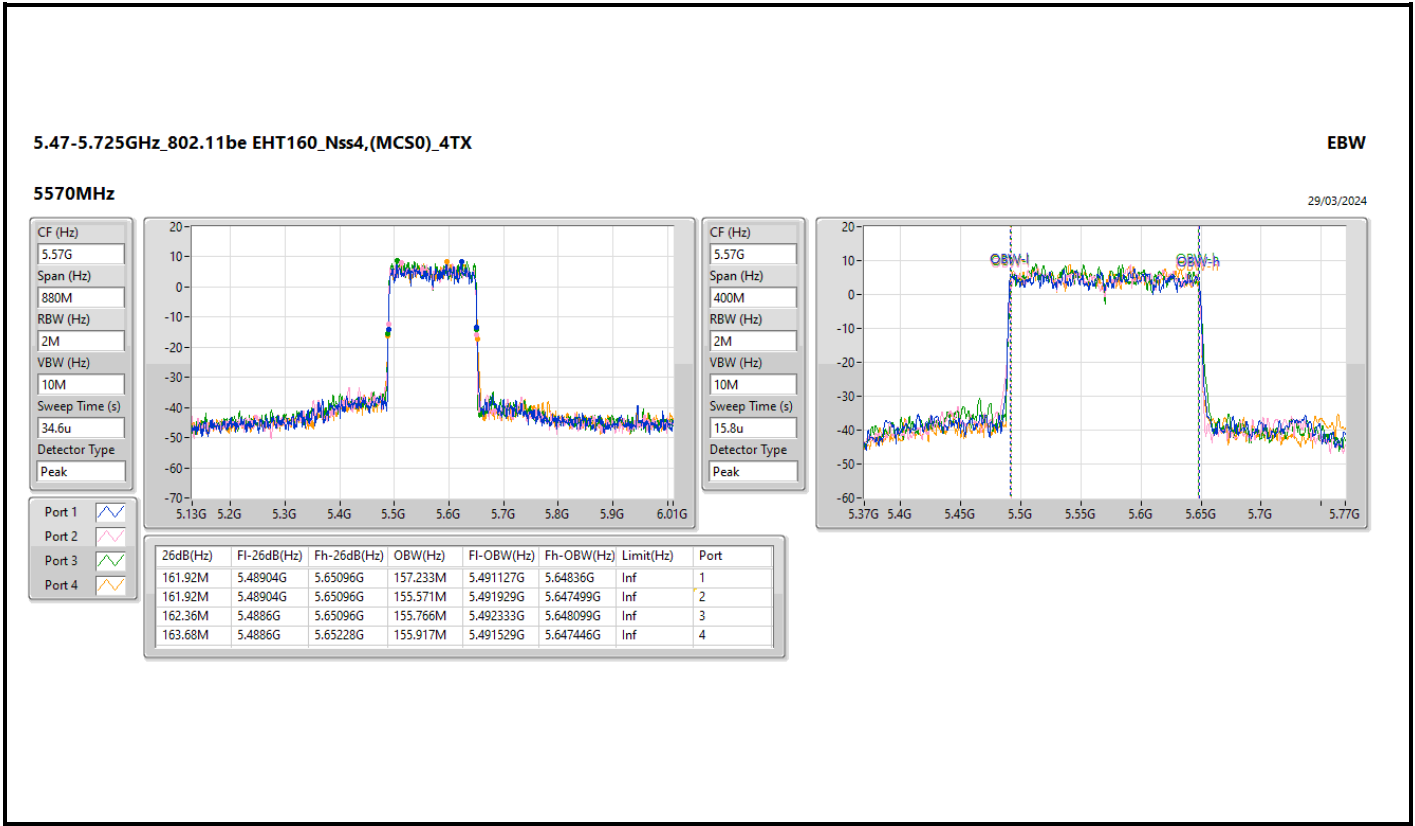 5.47-5.725GHz_802.11be EHT160_Nss4,(MCS0)_4TX
EBW
5570MHz
29/03/2024
CF (Hz)
5.57G
Span (Hz)
880M
RBW (Hz)
2M
VBW (Hz)
10M
Sweep Time (s)
34.6u
Detector Type
Peak
20
10
0
-10
-20
-30
-40
-50
-60
-70
5.13G 5.2G 5.3G 5.4G 5.5G 5.6G 5.7G 5.8G 5.9G 6.01G
CF (Hz)
5.57G
Span (Hz)
400M
RBW (Hz)
2M
VBW (Hz)
10M
Sweep Time (s)
15.8u
Detector Type
Peak
20
10
0
-10
-20
-30
-40
-50
-60
OBW-l OBW-h
5.37G 5.4G 5.45G 5.5G 5.55G 5.6G 5.65G 5.7G 5.77G
Port 1
Port 2
Port 3
Port 4
26dB(Hz) Fl-26dB(Hz) Fh-26dB(Hz) OBW(Hz) Fl-OBW(Hz) Fh-OBW(Hz) Limit(Hz) Port
161.92M 5.48904G 5.65096G 157.233M 5.491127G 5.64836G Inf 1
161.92M 5.48904G 5.65096G 155.571M 5.491929G 5.647499G Inf 2
162.36M 5.4886G 5.65096G 155.766M 5.492333G 5.648099G Inf 3
163.68M 5.4886G 5.65228G 155.917M 5.491529G 5.647446G Inf 4